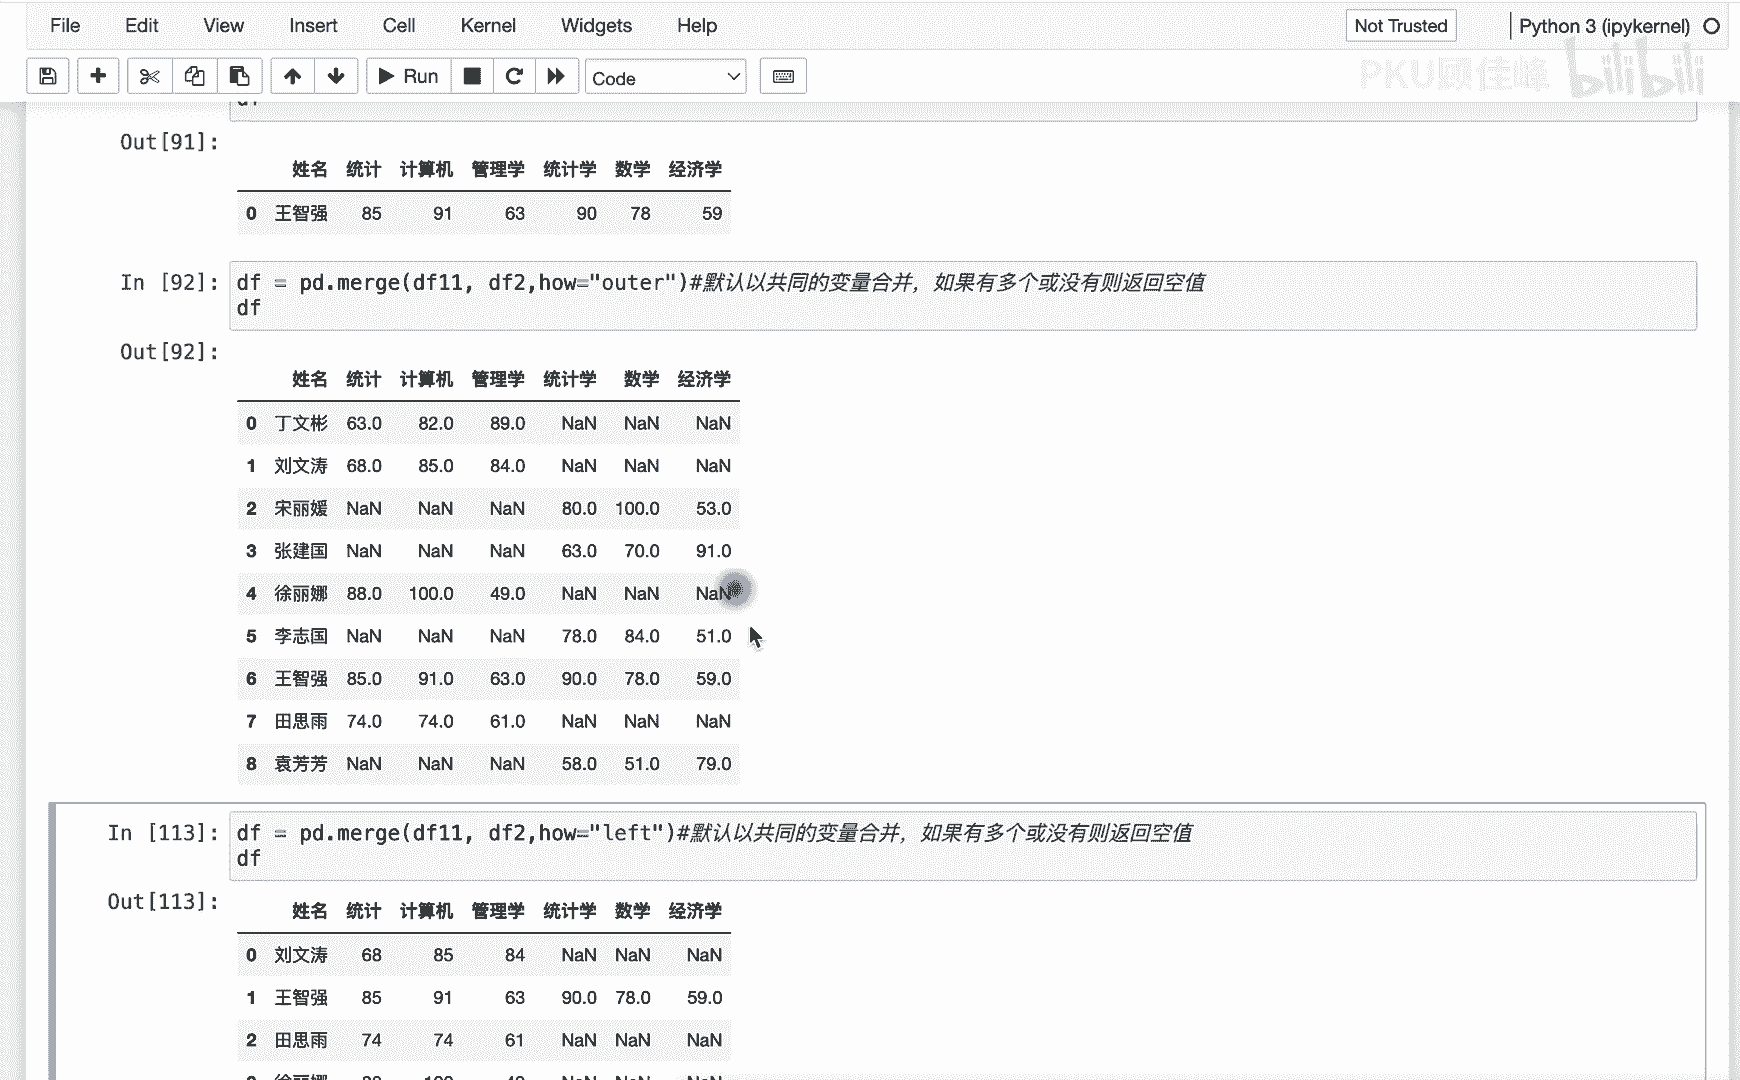 File Edit View Insert Cell Kernel Widgets Help Not Trusted Python 3 (ipykernel)
Run Code PKU顾佳峰 bilibili
Out[91]:
姓名 统计 计算机 管理学 统计学 数学 经济学
0 王智强 85 91 63 90 78 59
In [92]: df = pd.merge(df11, df2,how="outer")#默认以共同的变量合并，如果有多个或没有则返回空值
df
Out[92]:
姓名 统计 计算机 管理学 统计学 数学 经济学
0 丁文彬 63.0 82.0 89.0 NaN NaN NaN
1 刘文涛 68.0 85.0 84.0 NaN NaN NaN
2 宋丽媛 NaN NaN NaN 80.0 100.0 53.0
3 张建国 NaN NaN NaN 63.0 70.0 91.0
4 徐丽娜 88.0 100.0 49.0 NaN NaN NaN
5 李志国 NaN NaN NaN 78.0 84.0 51.0
6 王智强 85.0 91.0 63.0 90.0 78.0 59.0
7 田思雨 74.0 74.0 61.0 NaN NaN NaN
8 袁芳芳 NaN NaN NaN 58.0 51.0 79.0
In [113]: df = pd.merge(df11, df2,how="left")#默认以共同的变量合并，如果有多个或没有则返回空值
df
Out[113]:
姓名 统计 计算机 管理学 统计学 数学 经济学
0 刘文涛 68 85 84 NaN NaN NaN
1 王智强 85 91 63 90.0 78.0 59.0
2 田思雨 74 74 61 NaN NaN NaN